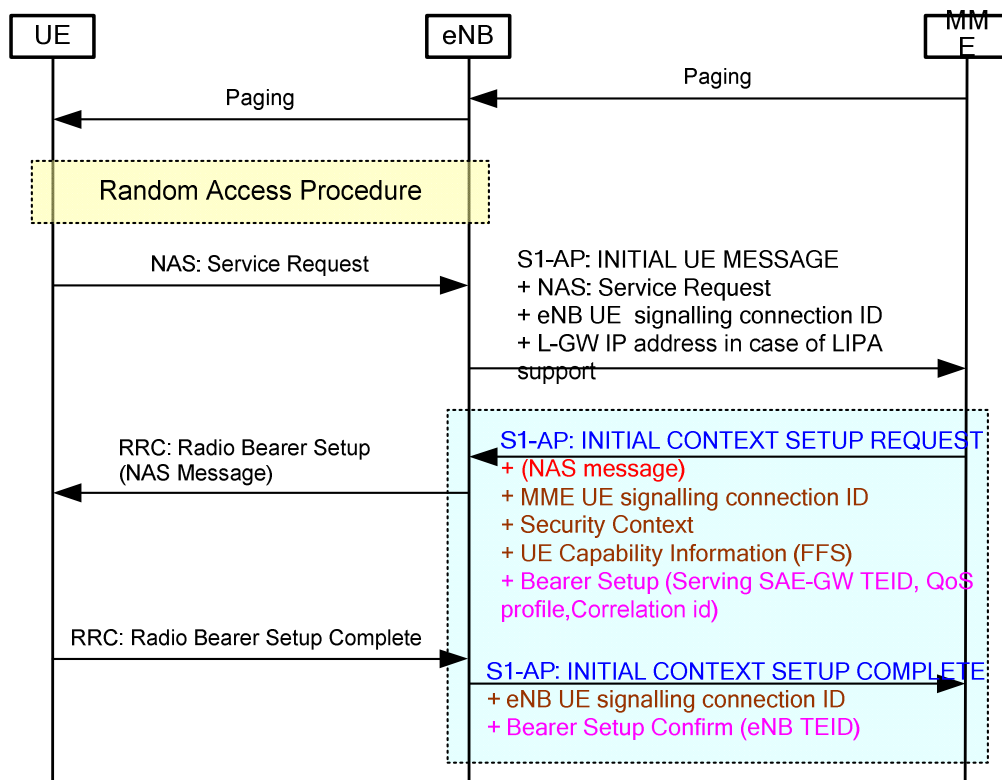 UE
eNB
MM
E
Paging
Paging
Random Access Procedure
NAS: Service Request
S1-AP: INITIAL UE MESSAGE
+ NAS: Service Request
+ eNB UE  signalling connection ID
+ L-GW IP address in case of LIPA
support
RRC: Radio Bearer Setup
(NAS Message)
S1-AP: INITIAL CONTEXT SETUP REQUEST
+ (NAS message)
+ MME UE signalling connection ID
+ Security Context
+ UE Capability Information (FFS)
+ Bearer Setup (Serving SAE-GW TEID, QoS
profile,Correlation id)
RRC: Radio Bearer Setup Complete
S1-AP: INITIAL CONTEXT SETUP COMPLETE
+ eNB UE signalling connection ID
+ Bearer Setup Confirm (eNB TEID)